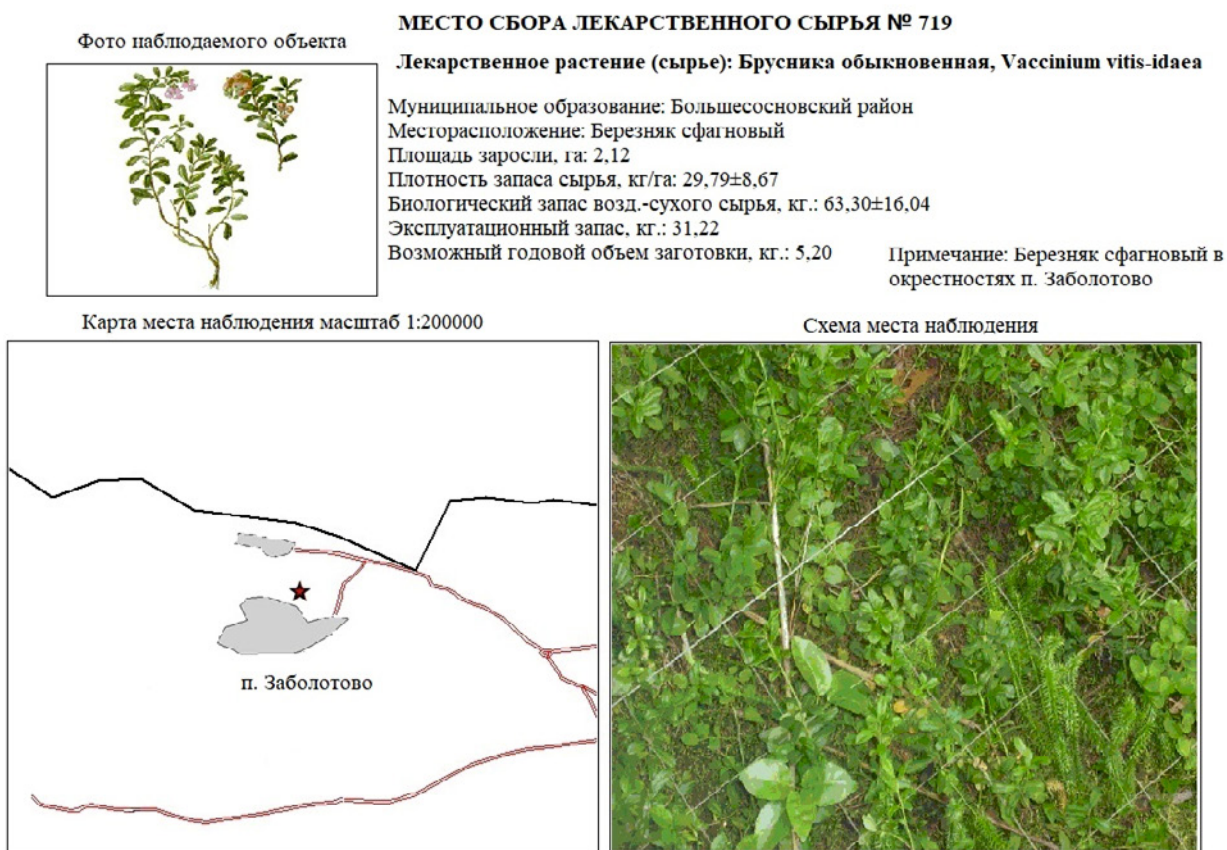 МЕСТО СБОРА ЛЕКАРСТВЕННОГО СЫРЬЯ № 719
Фото наблюдаемого объекта
Лекарственное растение (сырье): Брусника обыкновенная, Vaccinium vitis-idaea
Муниципальное образование: Большесосновский район
Месторасположение: Березняк сфагновый
Площадь заросли, га: 2,12
Плотность запаса сырья, кг/га: 29,79±8,67
Биологический запас возд.-сухого сырья, кг.: 63,30±16,04
Эксплуатационный запас, кг.: 31,22
Возможный годовой объем заготовки, кг.: 5,20
Примечание: Березняк сфагновый в
окрестностях п. Заболотово
Карта места наблюдения масштаб 1:200000
Схема места наблюдения
п. Заболотово